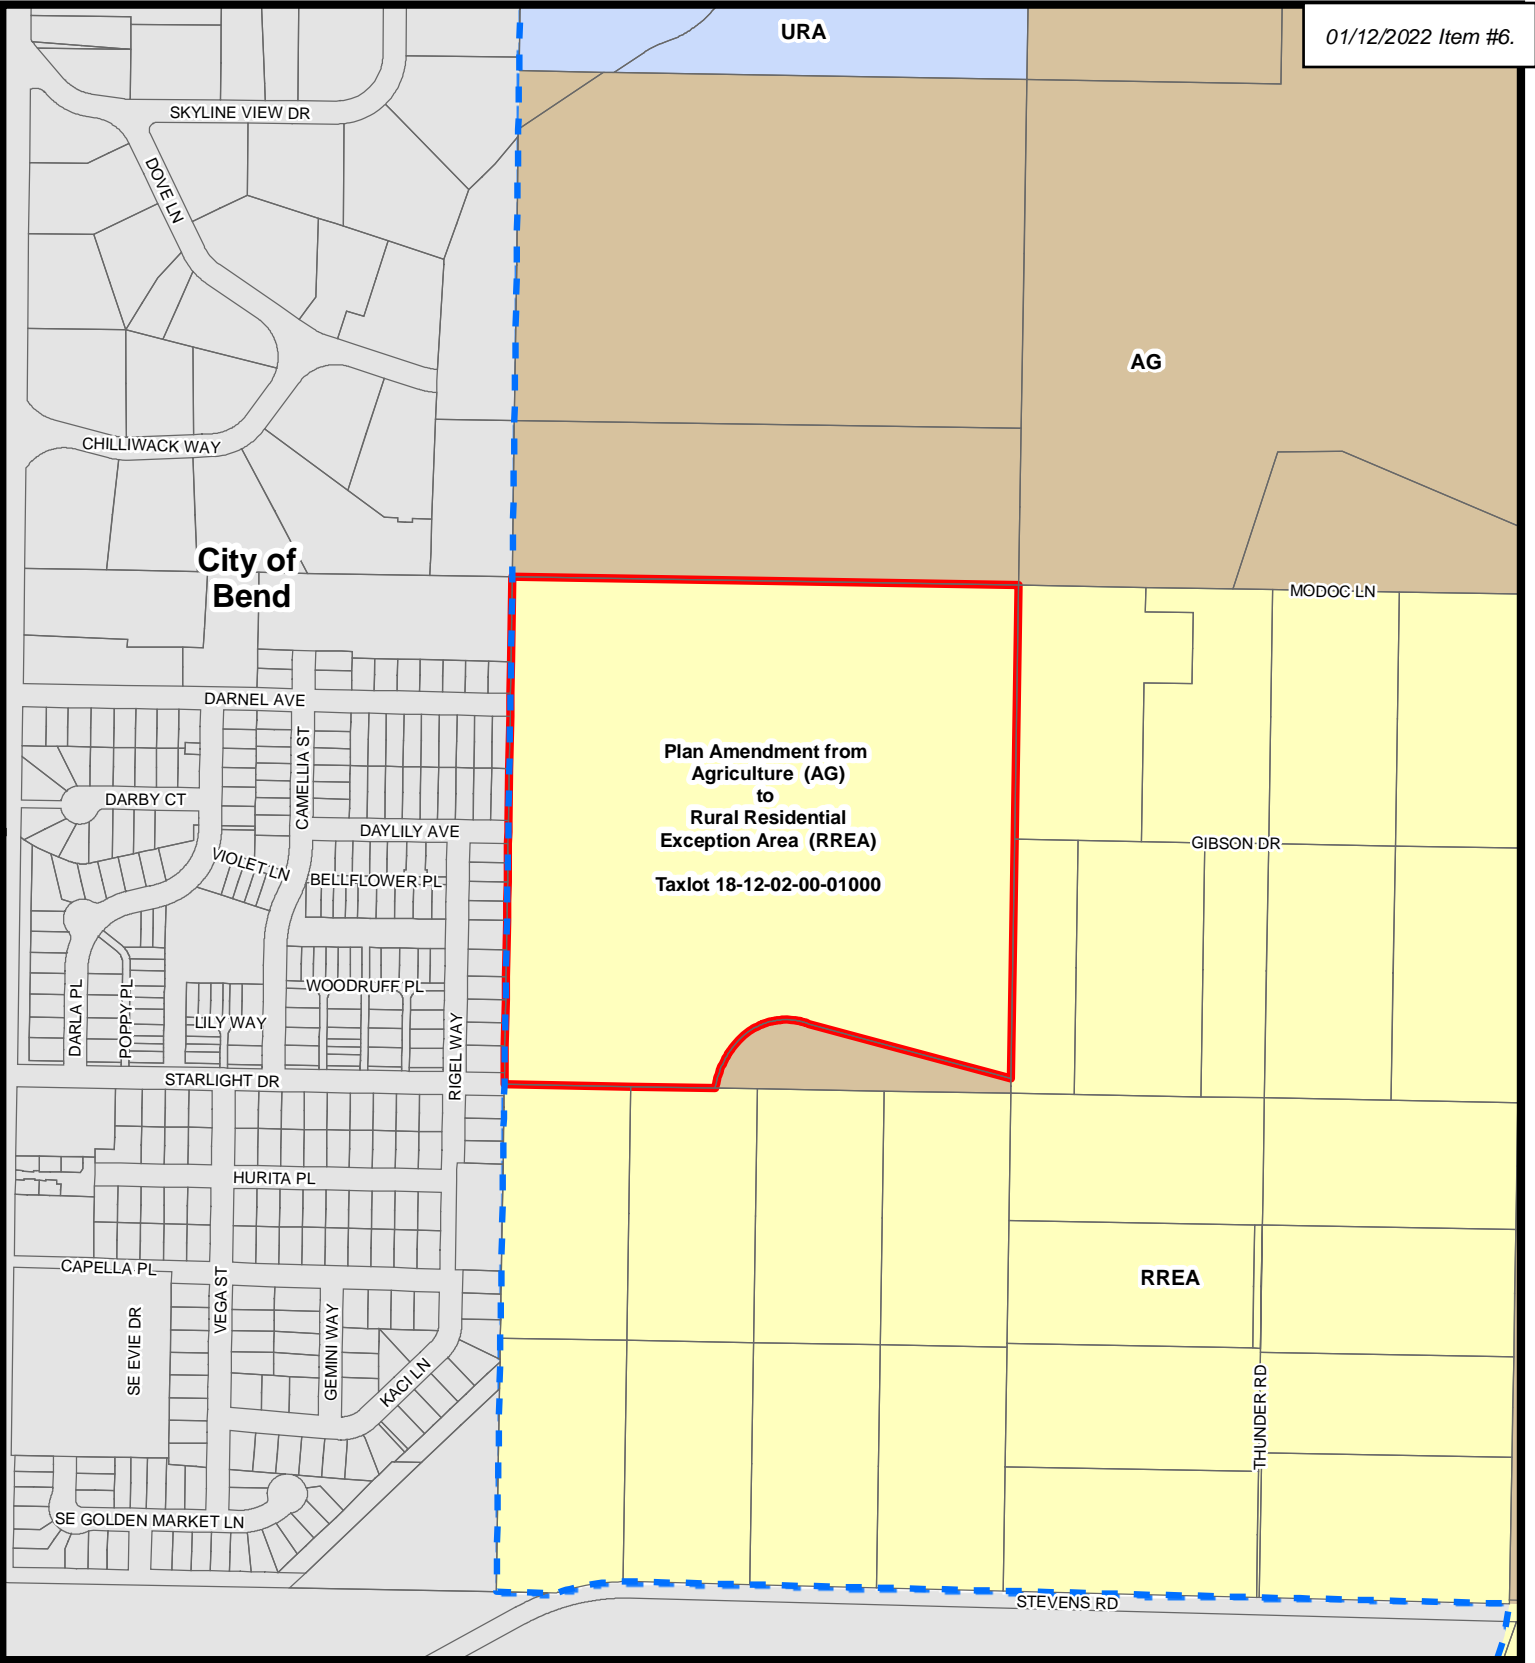 URA
01/12/2022 Item #6.
SKYLINE VIEW DR
DOVE LN
AG
CHILLIWACK WAY
City of
Bend
MODOC LN
DARNEL AVE
CAMELLIA ST
Plan Amendment from
Agriculture (AG)
to
Rural Residential
Exception Area (RREA)
Taxlot 18-12-02-00-01000
DARBY CT
DAYLILY AVE
GIBSON DR
VIOLET LN
BELLFLOWER PL
WOODRUFF PL
DARLA PL
POPPY PL
LILY WAY
RIGEL WAY
STARLIGHT DR
HURITA PL
CAPELLA PL
VEGA ST
RREA
SE EVIE DR
GEMINI WAY
KACI LN
THUNDER RD
SE GOLDEN MARKET LN
STEVENS RD